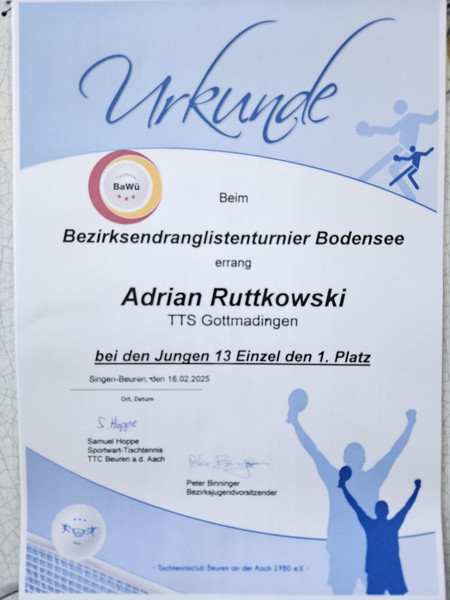 Urkunde
BaWü
Beim
Bezirksendranglistenturnier Bodensee
errang
Adrian Ruttkowski
TTS Gottmadingen
bei den Jungen 13 Einzel den 1. Platz
Singen-Beuren, den 16.02.2025
Ort, Datum
S. Hoppe
Samuel Hoppe
Sportwart-Tischtennis
TTC Beuren a.d. Aach
Peter Binninger
Bezirksjugendvorsitzender
- Tischtennisclub Beuren an der Aach 1980 e.V. -